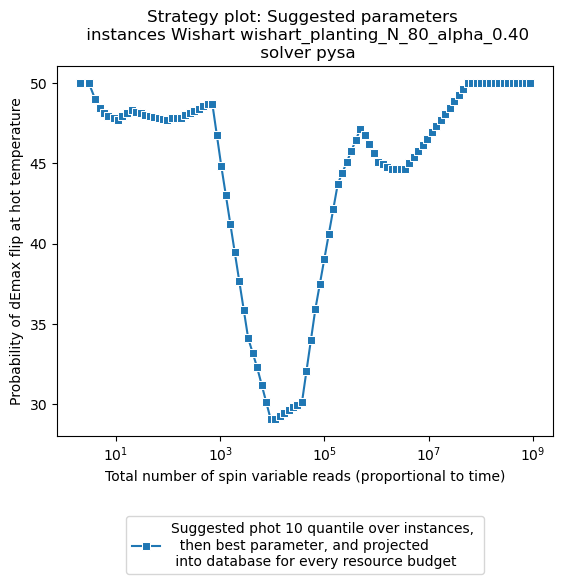 Strategy plot: Suggested parameters
instances Wishart wishart_planting_N_80_alpha_0.40
solver pysa
Probability of dEmax flip at hot temperature
50
45
40
35
30
10^1
10^3
10^5
10^7
10^9
Total number of spin variable reads (proportional to time)
Suggested phot 10 quantile over instances,
then best parameter, and projected
into database for every resource budget